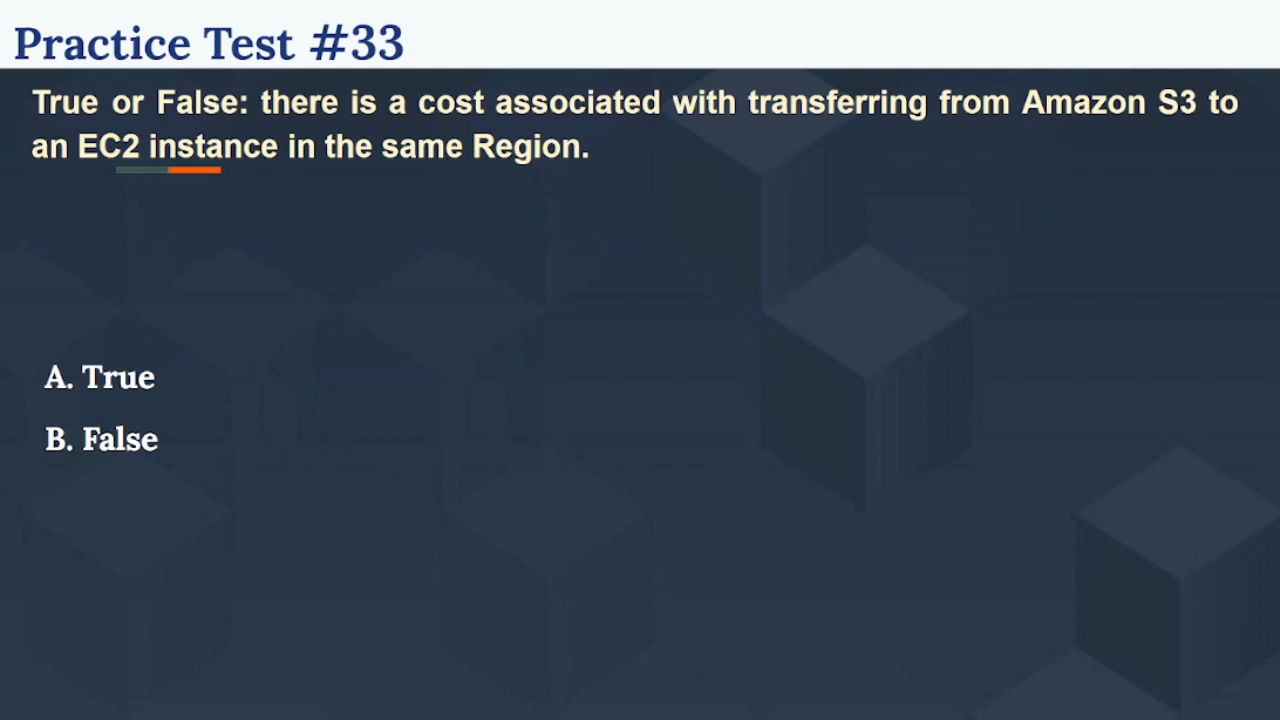 Practice Test #33
True or False: there is a cost associated with transferring from Amazon S3 to
an EC2 instance in the same Region.
A. True
B. False